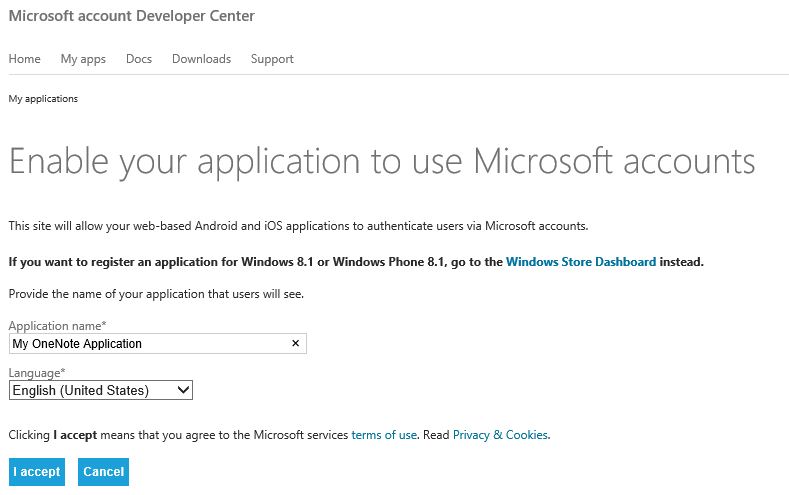 Microsoft account Developer Center
Home My apps Docs Downloads Support
My applications
Enable your application to use Microsoft accounts
This site will allow your web-based Android and iOS applications to authenticate users via Microsoft accounts.
If you want to register an application for Windows 8.1 or Windows Phone 8.1, go to the Windows Store Dashboard instead.
Provide the name of your application that users will see.
Application name*
My OneNote Application ×
Language*
English (United States)
Clicking I accept means that you agree to the Microsoft services terms of use. Read Privacy & Cookies.
I accept Cancel